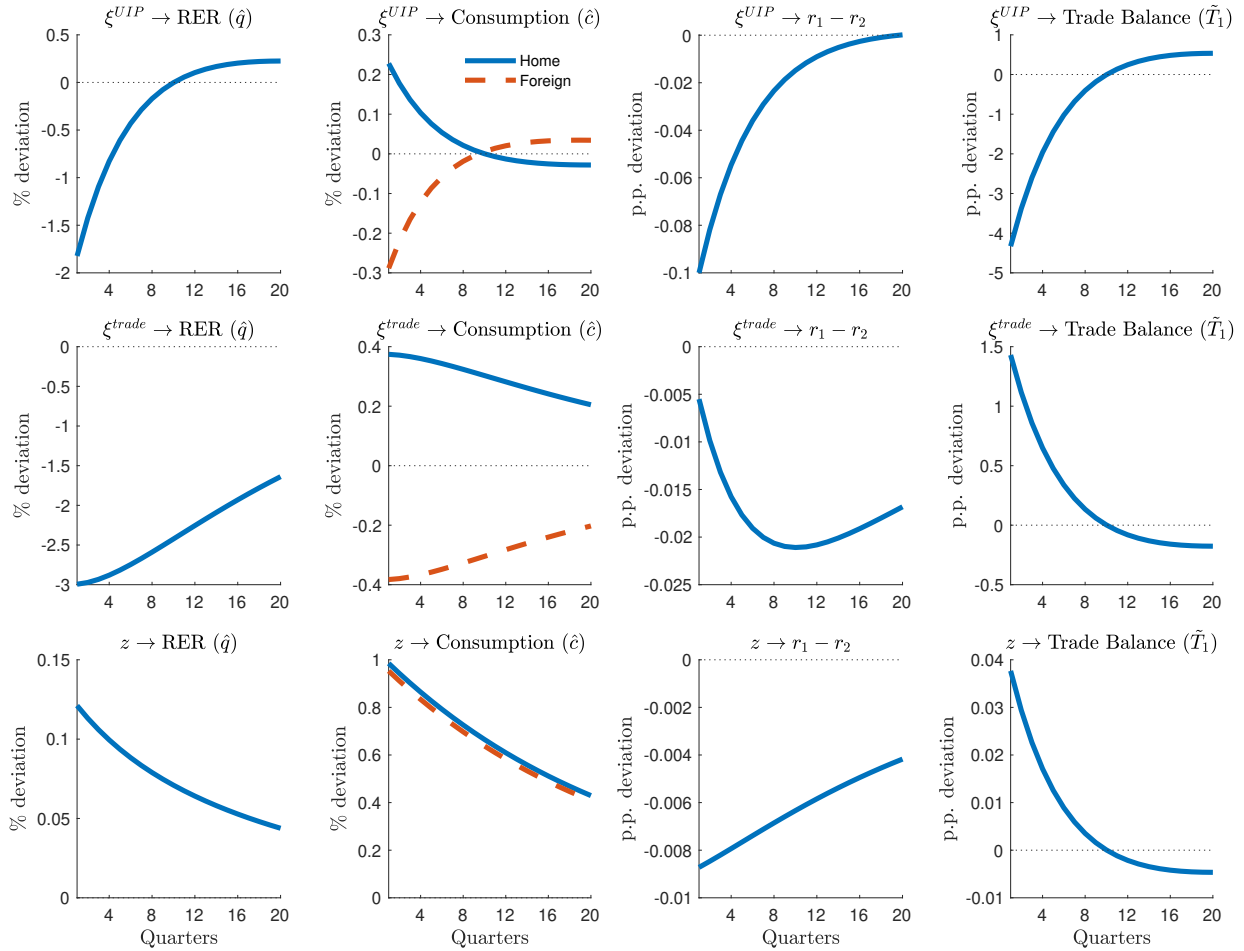 ξ^{UIP} → RER (q̂)
% deviation
0.5
0
-0.5
-1
-1.5
-2
4 8 12 16 20
ξ^{UIP} → Consumption (ĉ)
% deviation
0.3
0.2
0.1
0
-0.1
-0.2
-0.3
4 8 12 16 20
Home
Foreign
ξ^{UIP} → r₁ − r₂
p.p. deviation
0
-0.02
-0.04
-0.06
-0.08
-0.1
4 8 12 16 20
ξ^{UIP} → Trade Balance (T̃₁)
p.p. deviation
1
0
-1
-2
-3
-4
-5
4 8 12 16 20
ξ^{trade} → RER (q̂)
% deviation
0
-0.5
-1
-1.5
-2
-2.5
-3
4 8 12 16 20
ξ^{trade} → Consumption (ĉ)
% deviation
0.4
0.2
0
-0.2
-0.4
4 8 12 16 20
ξ^{trade} → r₁ − r₂
p.p. deviation
0
-0.005
-0.01
-0.015
-0.02
-0.025
4 8 12 16 20
ξ^{trade} → Trade Balance (T̃₁)
p.p. deviation
1.5
1
0.5
0
-0.5
4 8 12 16 20
z → RER (q̂)
% deviation
0.15
0.1
0.05
0
4 8 12 16 20
Quarters
z → Consumption (ĉ)
% deviation
1
0.8
0.6
0.4
0.2
0
4 8 12 16 20
Quarters
z → r₁ − r₂
p.p. deviation
0
-0.002
-0.004
-0.006
-0.008
-0.01
4 8 12 16 20
Quarters
z → Trade Balance (T̃₁)
p.p. deviation
0.04
0.03
0.02
0.01
0
-0.01
4 8 12 16 20
Quarters